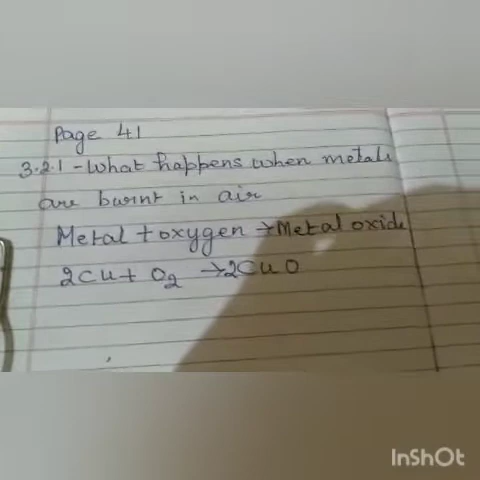 Page 41
3.2.1 - What happens when metals
are burnt in air
Metal + oxygen → Metal oxide
2Cu + O₂ → 2CuO
InShOt